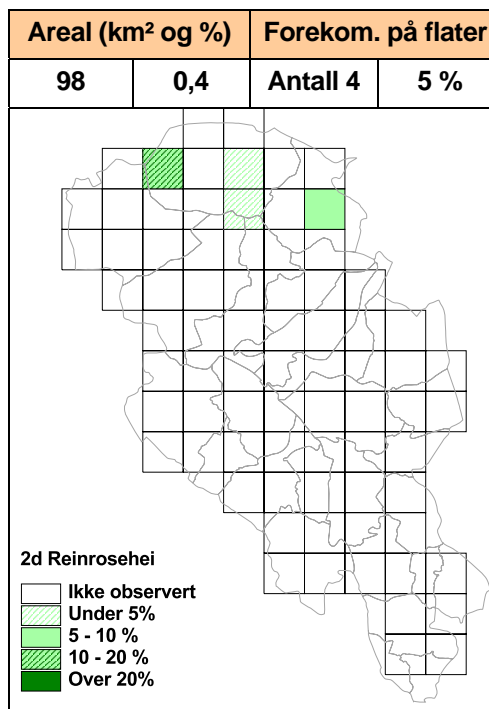 Areal (km² og %) Forekom. på flater
98 0,4 Antall 4 5 %
2d Reinrosehei
Ikke observert
Under 5%
5 - 10 %
10 - 20 %
Over 20%